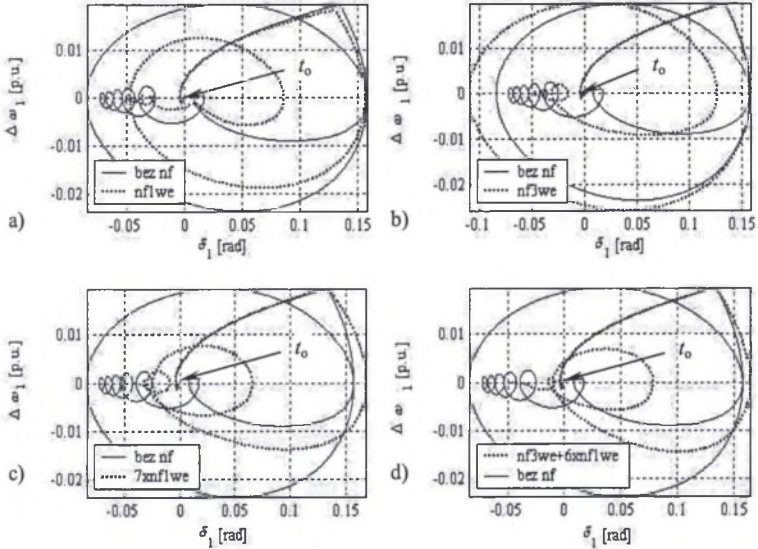 0.01
0
-0.01
-0.02
Δ ω 1 [p.u.]
t o
bez nf
nf1we
a)
-0.05 0 0.05 0.1 0.15
δ 1 [rad]
0.01
0
-0.01
-0.02
Δ ω 1 [p.u.]
t o
bez nf
nf3we
b)
-0.1 -0.05 0 0.05 0.1 0.15
δ 1 [rad]
0.01
0
-0.01
-0.02
Δ ω 1 [p.u.]
t o
bez nf
7xnf1we
c)
-0.05 0 0.05 0.1 0.15
δ 1 [rad]
0.01
0
-0.01
-0.02
Δ ω 1 [p.u.]
t o
nf3we+6xnf1we
bez nf
d)
-0.05 0 0.05 0.1 0.15
δ 1 [rad]